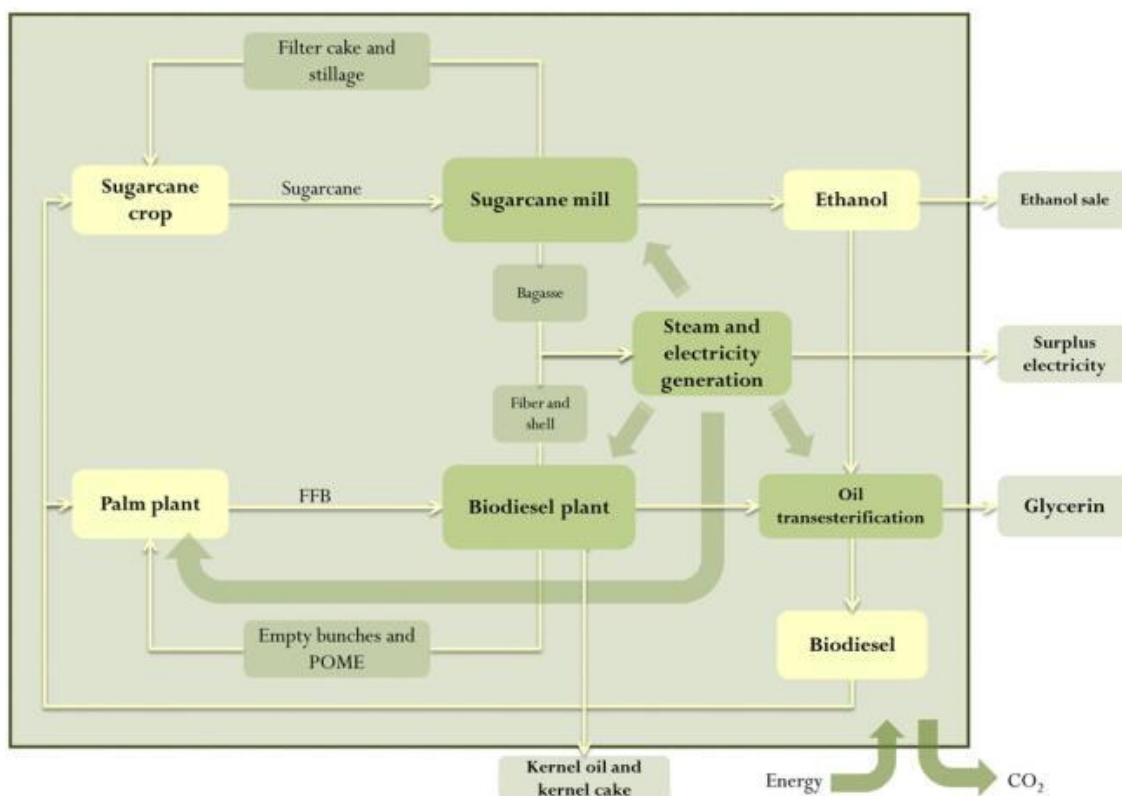 Filter cake and
stillage
Sugarcane
crop
Sugarcane
Sugarcane mill
Ethanol
Ethanol sale
Bagasse
Steam and
electricity
generation
Surplus
electricity
Fiber and
shell
Palm plant
FFB
Biodiesel plant
Oil
transesterification
Glycerin
Empty bunches and
POME
Biodiesel
Kernel oil and
kernel cake
Energy
CO₂